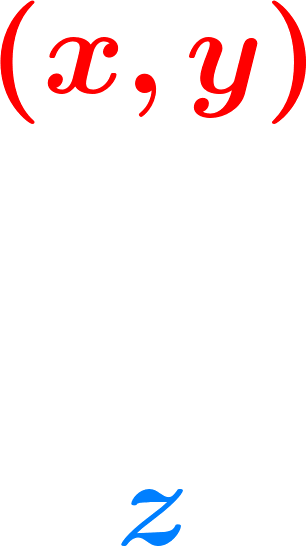 (x, y)
z